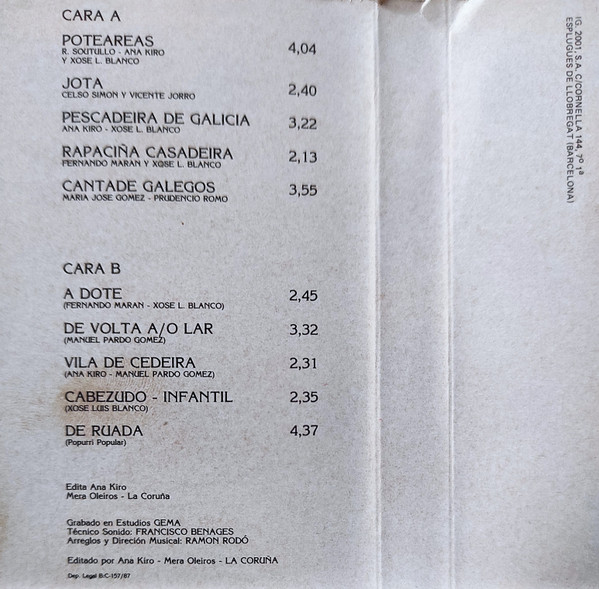 CARA A
POTEAREAS 4,04
R. SOUTULLO - ANA KIRO
Y XOSE L. BLANCO
JOTA 2,40
CELSO SIMON Y VICENTE JORRO
PESCADEIRA DE GALICIA 3,22
ANA KIRO - XOSE L. BLANCO
RAPACIÑA CASADEIRA 2,13
FERNANDO MARAN Y XOSE L. BLANCO
CANTADE GALEGOS 3,55
MARIA JOSE GOMEZ - PRUDENCIO ROMO
CARA B
A DOTE 2,45
(FERNANDO MARAN - XOSE L. BLANCO)
DE VOLTA A/O LAR 3,32
(MANUEL PARDO GOMEZ)
VILA DE CEDEIRA 2,31
(ANA KIRO - MANUEL PARDO GOMEZ)
CABEZUDO - INFANTIL 2,35
(XOSE LUIS BLANCO)
DE RUADA 4,37
(Popurri Popular)
Edita Ana Kiro
Mera Oleiros - La Coruña
Grabado en Estudios GEMA
Técnico Sonido: FRANCISCO BENAGES
Arreglos y Direción Musical: RAMON RODÓ
Editado por Ana Kiro - Mera Oleiros - LA CORUÑA
Dep. Legal B/C-157/87
IG. 2001, S.A. C/CORNELLA 144, 7º 1ª
ESPLUGUES DE LLOBREGAT (BARCELONA)